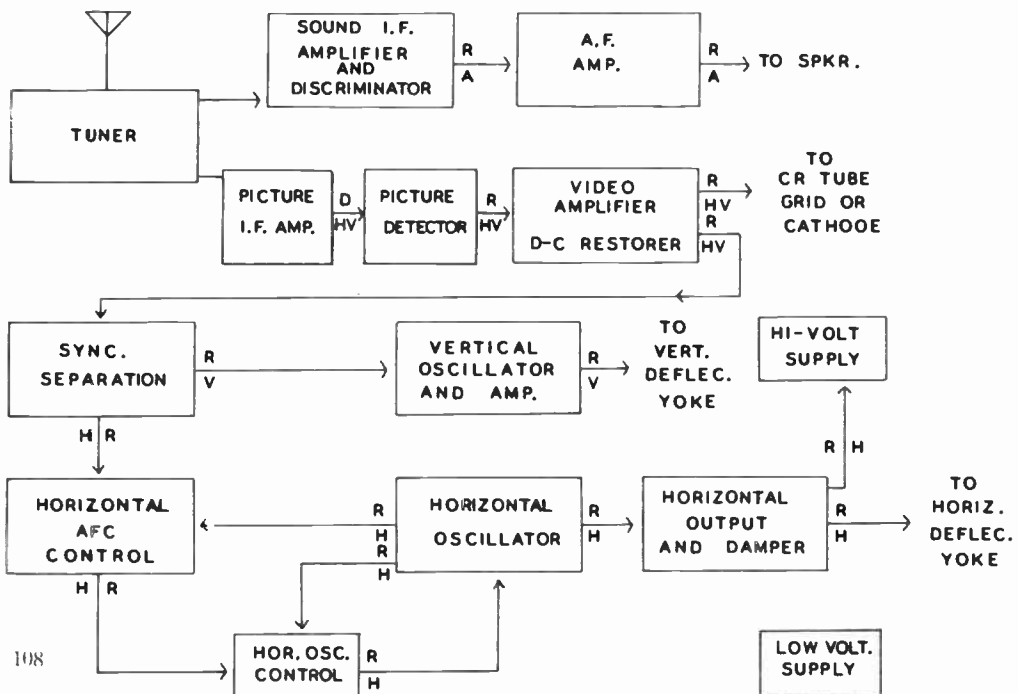 SOUND I.F.
AMPLIFIER
AND
DISCRIMINATOR
R
A
A.F.
AMP.
R
A
TO SPKR.
TUNER
PICTURE
I.F. AMP.
D
HV
PICTURE
DETECTOR
R
HV
VIDEO
AMPLIFIER
D-C RESTORER
R
HV
R
HV
TO
CR TUBE
GRID OR
CATHODE
SYNC.
SEPARATION
R
V
VERTICAL
OSCILLATOR
AND AMP.
R
V
TO
VERT.
DEFLEC.
YOKE
HI-VOLT
SUPPLY
H R
R H
HORIZONTAL
AFC
CONTROL
R
H
R
H
HORIZONTAL
OSCILLATOR
R
H
HORIZONTAL
OUTPUT
AND DAMPER
R
H
TO
HORIZ.
DEFLEC.
YOKE
H R
HOR. OSC.
CONTROL
R
H
LOW VOLT.
SUPPLY
108